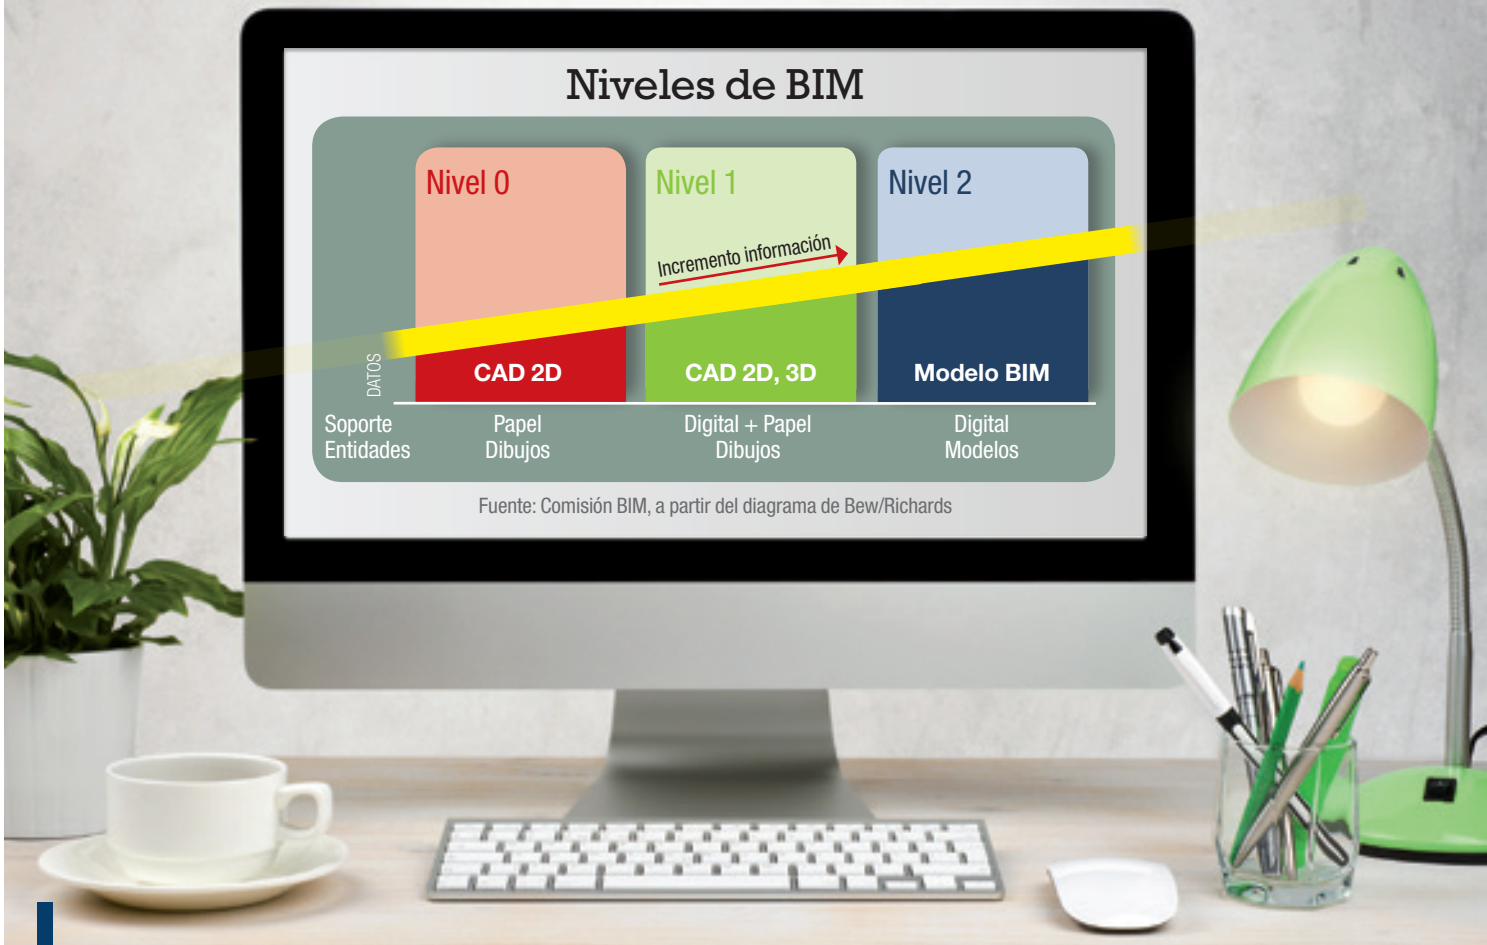 Niveles de BIM
Nivel 0
Nivel 1
Nivel 2
Incremento información
DATOS
CAD 2D
CAD 2D, 3D
Modelo BIM
Soporte
Entidades
Papel
Dibujos
Digital + Papel
Dibujos
Digital
Modelos
Fuente: Comisión BIM, a partir del diagrama de Bew/Richards